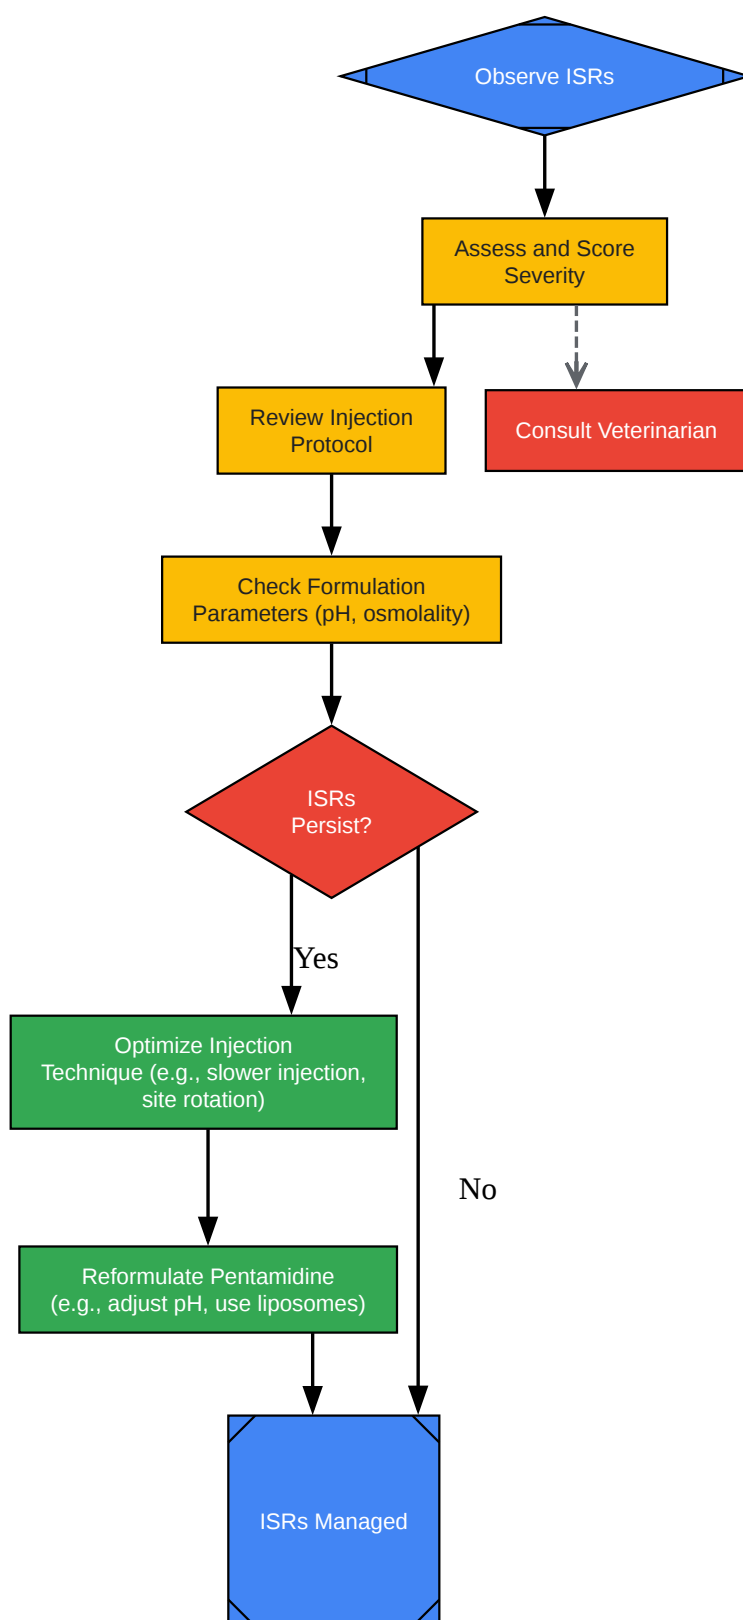 Observe ISRs
Assess and Score
Severity
Review Injection
Protocol
Consult Veterinarian
Check Formulation
Parameters (pH, osmolality)
ISRs
Persist?
Yes
Optimize Injection
Technique (e.g., slower injection,
site rotation)
No
Reformulate Pentamidine
(e.g., adjust pH, use liposomes)
ISRs Managed